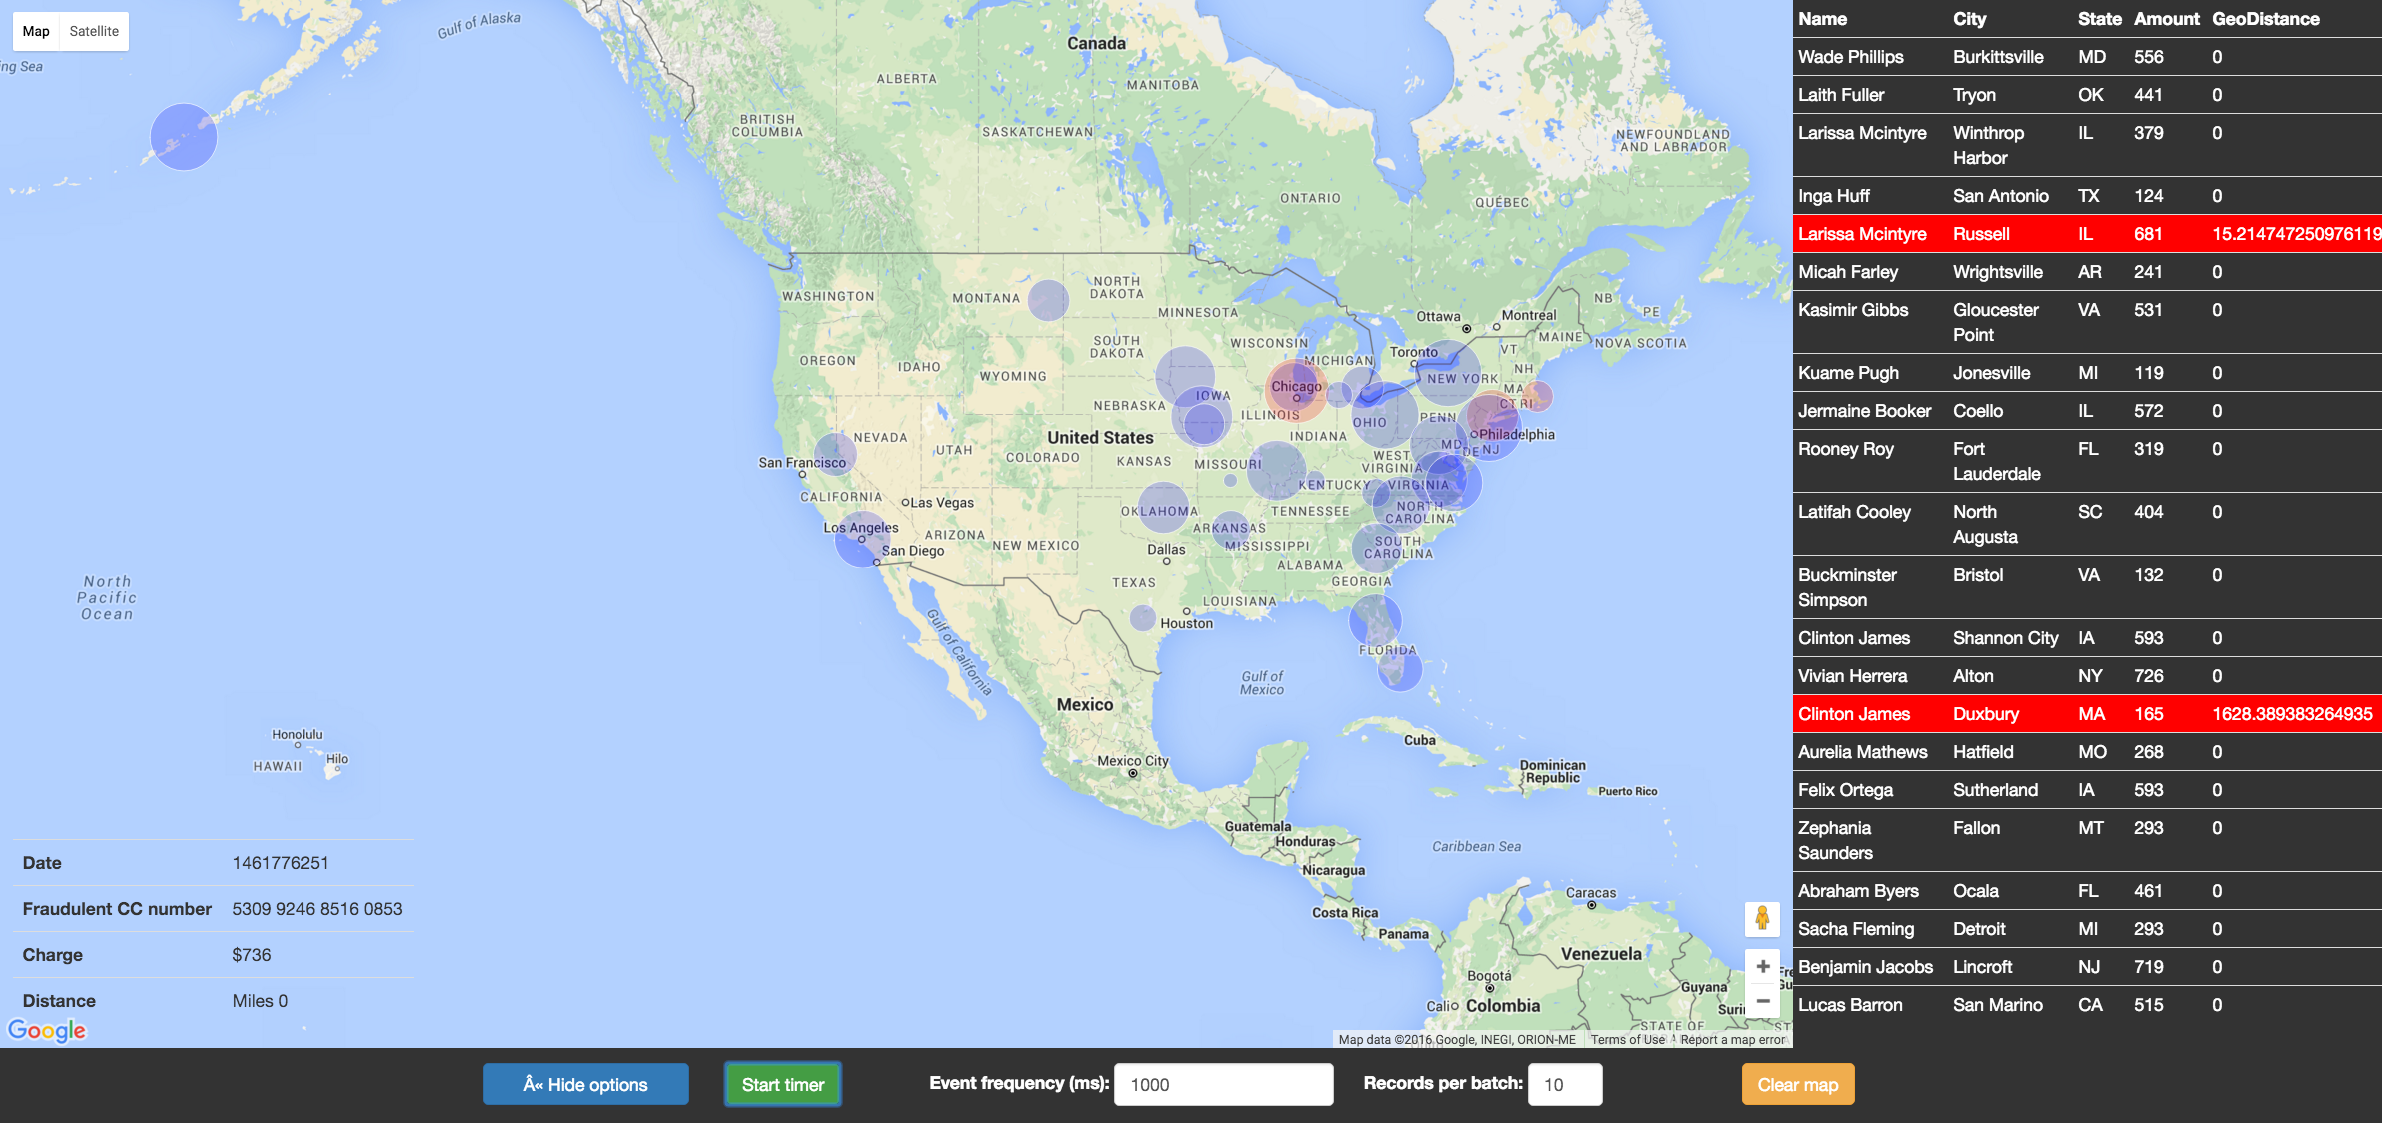 Map Satellite
Gulf of Alaska
ng Sea
Canada
ALBERTA
MANITOBA
BRITISH
COLUMBIA
SASKATCHEWAN
NEWFOUNDLAND
AND LABRADOR
ONTARIO
QUÉBEC
WASHINGTON
MONTANA
NORTH
DAKOTA
MINNESOTA
NB
PE
Ottawa
Montreal
MAINE
NOVA SCOTIA
OREGON
IDAHO
SOUTH
DAKOTA
WISCONSIN
MICHIGAN
Toronto
VT
NH
WYOMING
NEW YORK
MA
Chicago
CT RI
IOWA
NEBRASKA
ILLINOIS
OHIO
PENN
INDIANA
Philadelphia
United States
NEVADA
UTAH
COLORADO
KANSAS
MISSOURI
WEST
VIRGINIA
MD
DE NJ
San Francisco
KENTUCKY
VIRGINIA
CALIFORNIA
Las Vegas
OKLAHOMA
TENNESSEE
NORTH
CAROLINA
Los Angeles
ARIZONA
NEW MEXICO
ARKANSAS
MISSISSIPPI
SOUTH
CAROLINA
San Diego
Dallas
ALABAMA
TEXAS
GEORGIA
LOUISIANA
Houston
FLORIDA
North
Pacific
Ocean
Gulf of California
Gulf of
Mexico
Mexico
Honolulu
HAWAII
Hilo
Mexico City
Cuba
Dominican
Republic
Puerto Rico
Guatemala
Honduras
Caribbean Sea
Nicaragua
Caracas
Costa Rica
Panama
Venezuela
Bogotá
Guyana
Cali
Colombia
Suri
Fre
Gu
STATE OF
ST
Date 1461776251
Fraudulent CC number 5309 9246 8516 0853
Charge $736
Distance Miles 0
Google
Map data ©2016 Google, INEGI, ORION-ME Terms of Use Report a map error
Name City State Amount GeoDistance
Wade Phillips Burkittsville MD 556 0
Laith Fuller Tryon OK 441 0
Larissa Mcintyre Winthrop IL 379 0
Harbor
Inga Huff San Antonio TX 124 0
Larissa Mcintyre Russell IL 681 15.214747250976119
Micah Farley Wrightsville AR 241 0
Kasimir Gibbs Gloucester VA 531 0
Point
Kuame Pugh Jonesville MI 119 0
Jermaine Booker Coello IL 572 0
Rooney Roy Fort FL 319 0
Lauderdale
Latifah Cooley North SC 404 0
Augusta
Buckminster Bristol VA 132 0
Simpson
Clinton James Shannon City IA 593 0
Vivian Herrera Alton NY 726 0
Clinton James Duxbury MA 165 1628.389383264935
Aurelia Mathews Hatfield MO 268 0
Felix Ortega Sutherland IA 593 0
Zephania Fallon MT 293 0
Saunders
Abraham Byers Ocala FL 461 0
Sacha Fleming Detroit MI 293 0
Benjamin Jacobs Lincroft NJ 719 0
Lucas Barron San Marino CA 515 0
Â« Hide options Start timer Event frequency (ms): 1000 Records per batch: 10 Clear map